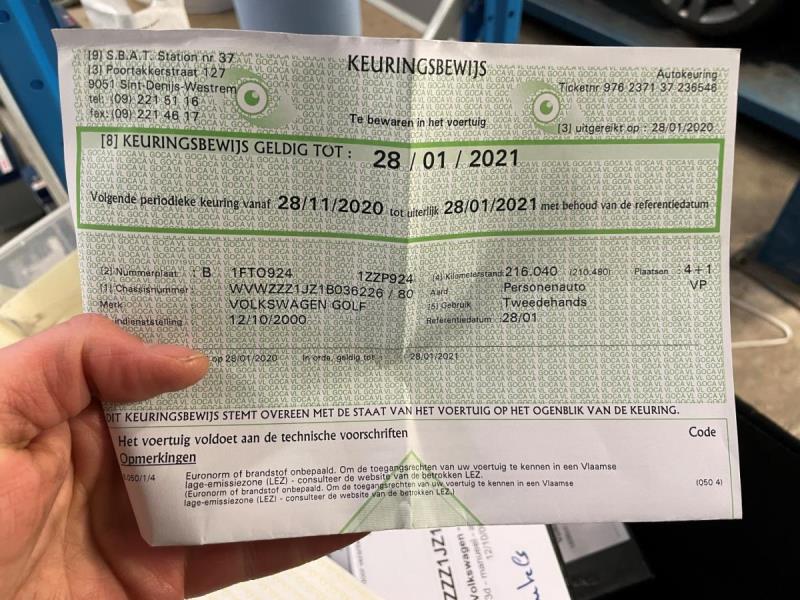 [9] S.B.A.T. Station nr 37
[3] Poortakkerstraat 127
9051 Sint-Denijs-Westrem
tel: (09) 221 51 16
fax: (09) 221 46 17
KEURINGSBEWIJS
Te bewaren in het voertuig
Autokeuring
Ticketnr 976 2371 37 236546
[3] uitgereikt op : 28/01/2020
[8] KEURINGSBEWIJS GELDIG TOT : 28 / 01 / 2021
Volgende periodieke keuring vanaf 28/11/2020 tot uiterlijk 28/01/2021 met behoud van de referentiedatum
(2) Nummerplaat : B 1FTO924 1ZZP924
(1) Chassisnummer : WVWZZZ1JZ1B036226 / 80
Merk VOLKSWAGEN GOLF
indienststelling 12/10/2000
(4) Kilometerstand: 216.040 (210.480) Plaatsen 4+1
Aard Personenauto VP
(5) Gebruik Tweedehands
Referentiedatum : 28/01
op 28/01/2020 In orde, geldig tot 28/01/2021
DIT KEURINGSBEWIJS STEMT OVEREEN MET DE STAAT VAN HET VOERTUIG OP HET OGENBLIK VAN DE KEURING.
Het voertuig voldoet aan de technische voorschriften Code
Opmerkingen
050/1/4 Euronorm of brandstof onbepaald. Om de toegangsrechten van uw voertuig te kennen in een Vlaamse (050 4)
lage-emissiezone (LEZ) - consulteer de website van de betrokken LEZ.
(Euronorm of brandstof onbepaald. Om de toegangsrechten van uw voertuig te kennen in een Vlaamse
lage-emissiezone (LEZ) - consulteer de website van de betrokken LEZ.)
ZZZ1JZ1
Volkswagen -